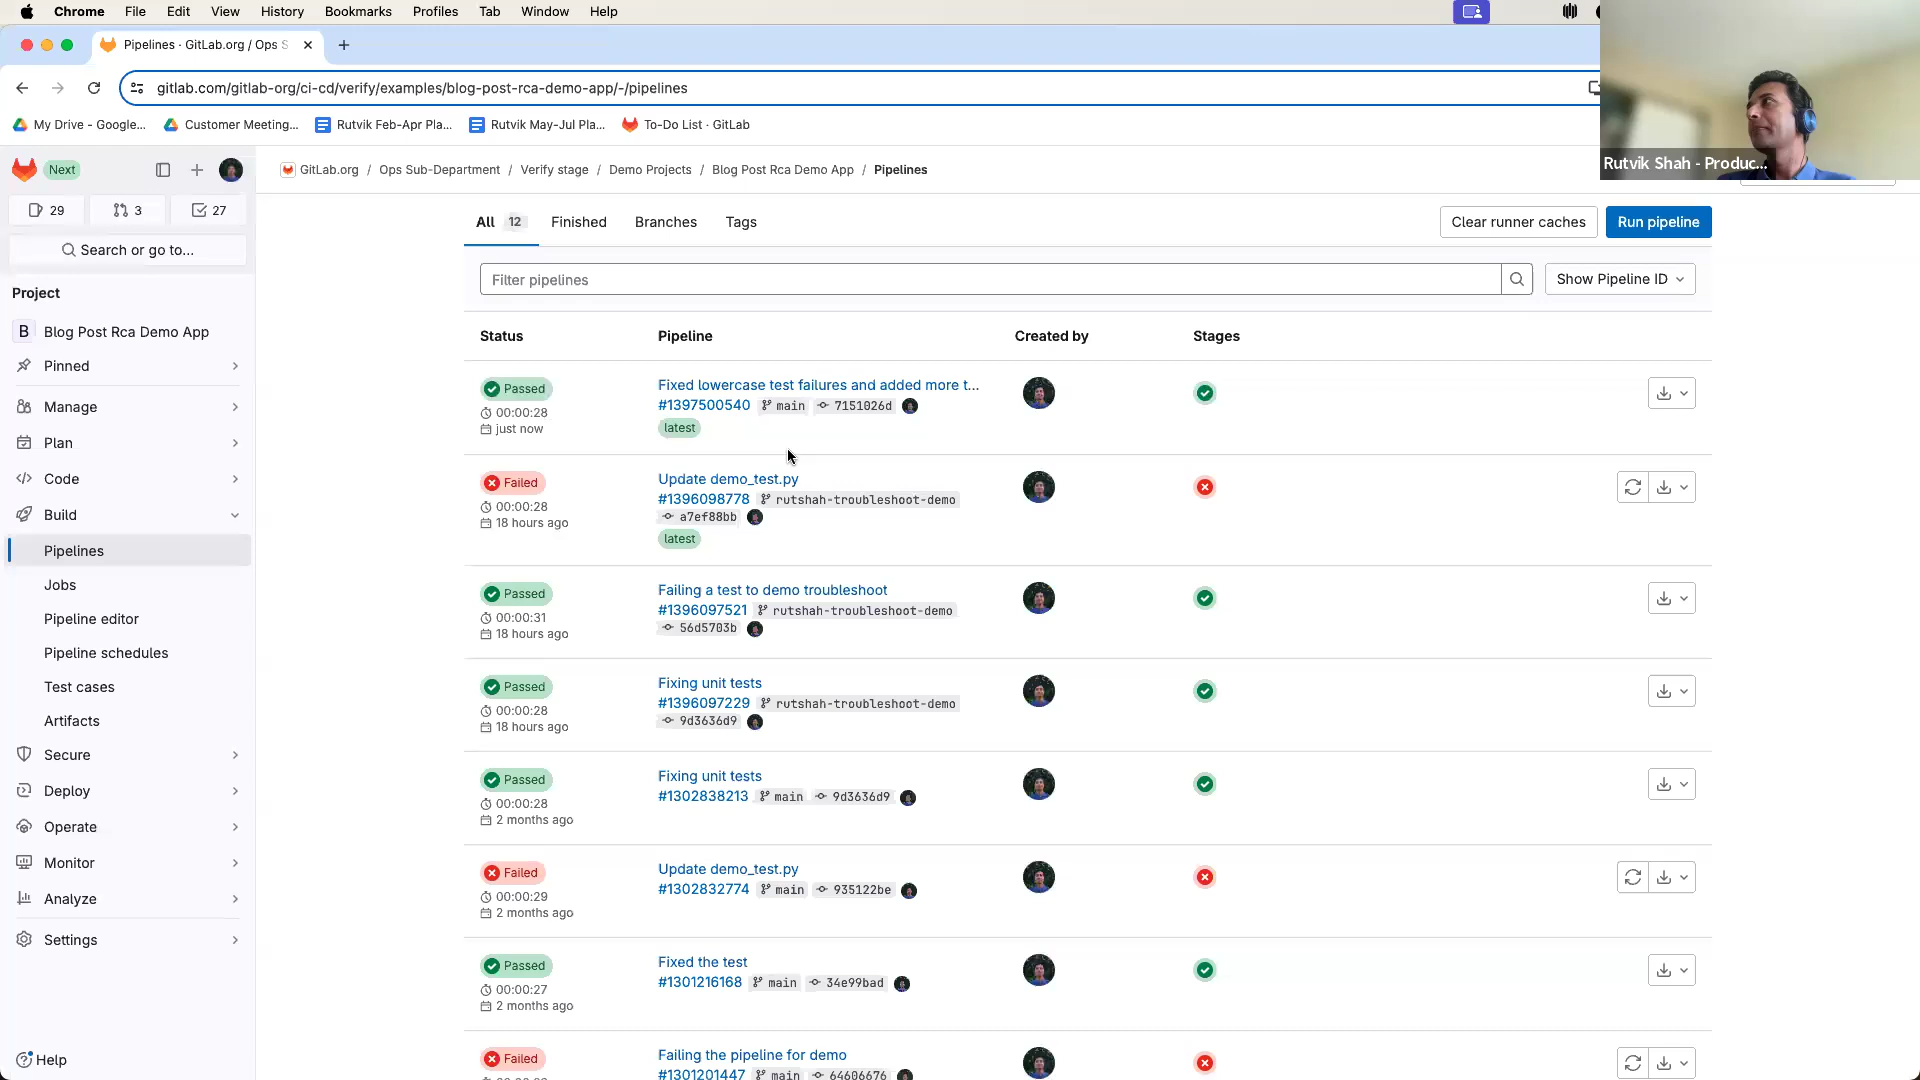 Chrome File Edit View History Bookmarks Profiles Tab Window Help
Pipelines · GitLab.org / Ops S
gitlab.com/gitlab-org/ci-cd/verify/examples/blog-post-rca-demo-app/-/pipelines
My Drive - Google... Customer Meeting... Rutvik Feb-Apr Pla... Rutvik May-Jul Pla... To-Do List · GitLab
Rutvik Shah - Produc...
Next
29 3 27
Search or go to...
Project
B Blog Post Rca Demo App
Pinned
Manage
Plan
Code
Build
Pipelines
Jobs
Pipeline editor
Pipeline schedules
Test cases
Artifacts
Secure
Deploy
Operate
Monitor
Analyze
Settings
Help
GitLab.org / Ops Sub-Department / Verify stage / Demo Projects / Blog Post Rca Demo App / Pipelines
All 12 Finished Branches Tags
Clear runner caches Run pipeline
Filter pipelines
Show Pipeline ID
Status Pipeline Created by Stages
Passed
00:00:28
just now
Fixed lowercase test failures and added more t...
#1397500540 main 7151026d
latest
Failed
00:00:28
18 hours ago
Update demo_test.py
#1396098778 rutshah-troubleshoot-demo
a7ef88bb
latest
Passed
00:00:31
18 hours ago
Failing a test to demo troubleshoot
#1396097521 rutshah-troubleshoot-demo
56d5703b
Passed
00:00:28
18 hours ago
Fixing unit tests
#1396097229 rutshah-troubleshoot-demo
9d3636d9
Passed
00:00:28
2 months ago
Fixing unit tests
#1302838213 main 9d3636d9
Failed
00:00:29
2 months ago
Update demo_test.py
#1302832774 main 935122be
Passed
00:00:27
2 months ago
Fixed the test
#1301216168 main 34e99bad
Failed
Failing the pipeline for demo
#1301201447 main 64606676